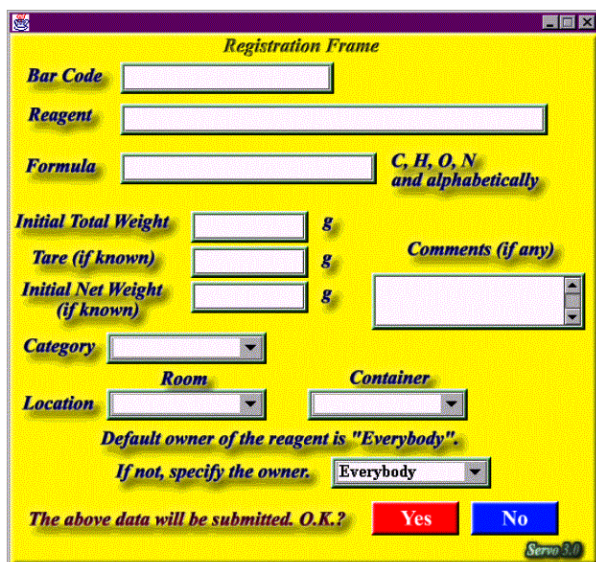 Registration Frame
Bar Code
Reagent
Formula
C, H, O, N
and alphabetically
Initial Total Weight g
Tare (if known) g
Comments (if any)
Initial Net Weight
(if known) g
Category
Room Container
Location
Default owner of the reagent is "Everybody".
If not, specify the owner. Everybody
The above data will be submitted. O.K.? Yes No
Servo 3.0